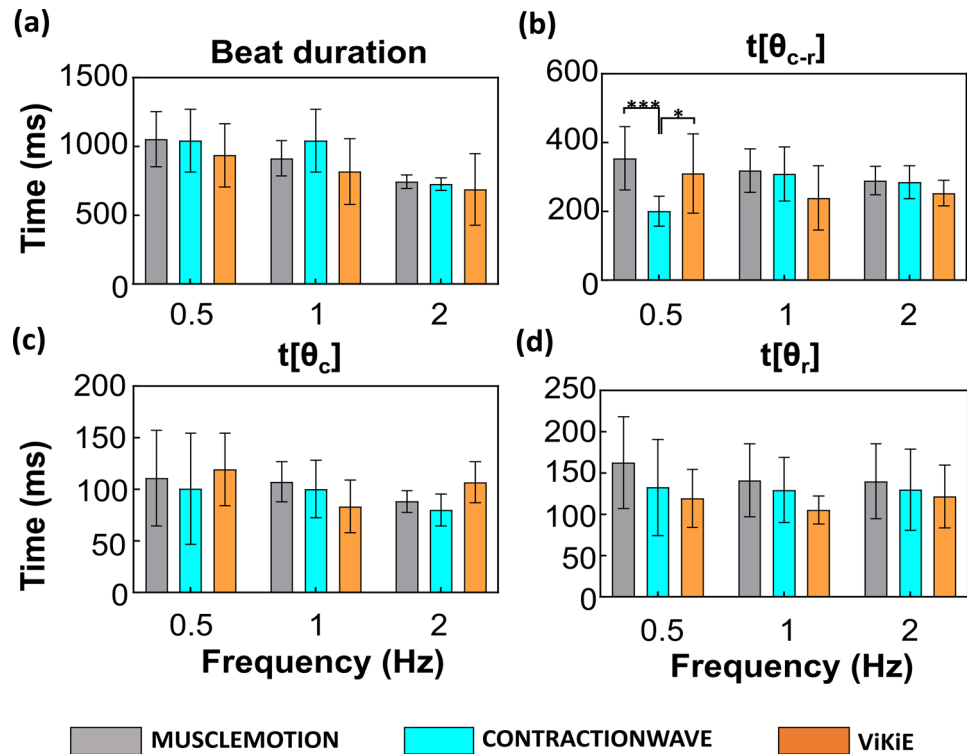 (a)
Beat duration
1500
1000
500
0
Time (ms)
0.5 1 2
(b)
t[θc-r]
600
400
200
0
*** *
0.5 1 2
(c)
t[θc]
200
150
100
50
0
Time (ms)
0.5 1 2
Frequency (Hz)
(d)
t[θr]
250
200
150
100
50
0
0.5 1 2
Frequency (Hz)
MUSCLEMOTION CONTRACTIONWAVE ViKiE